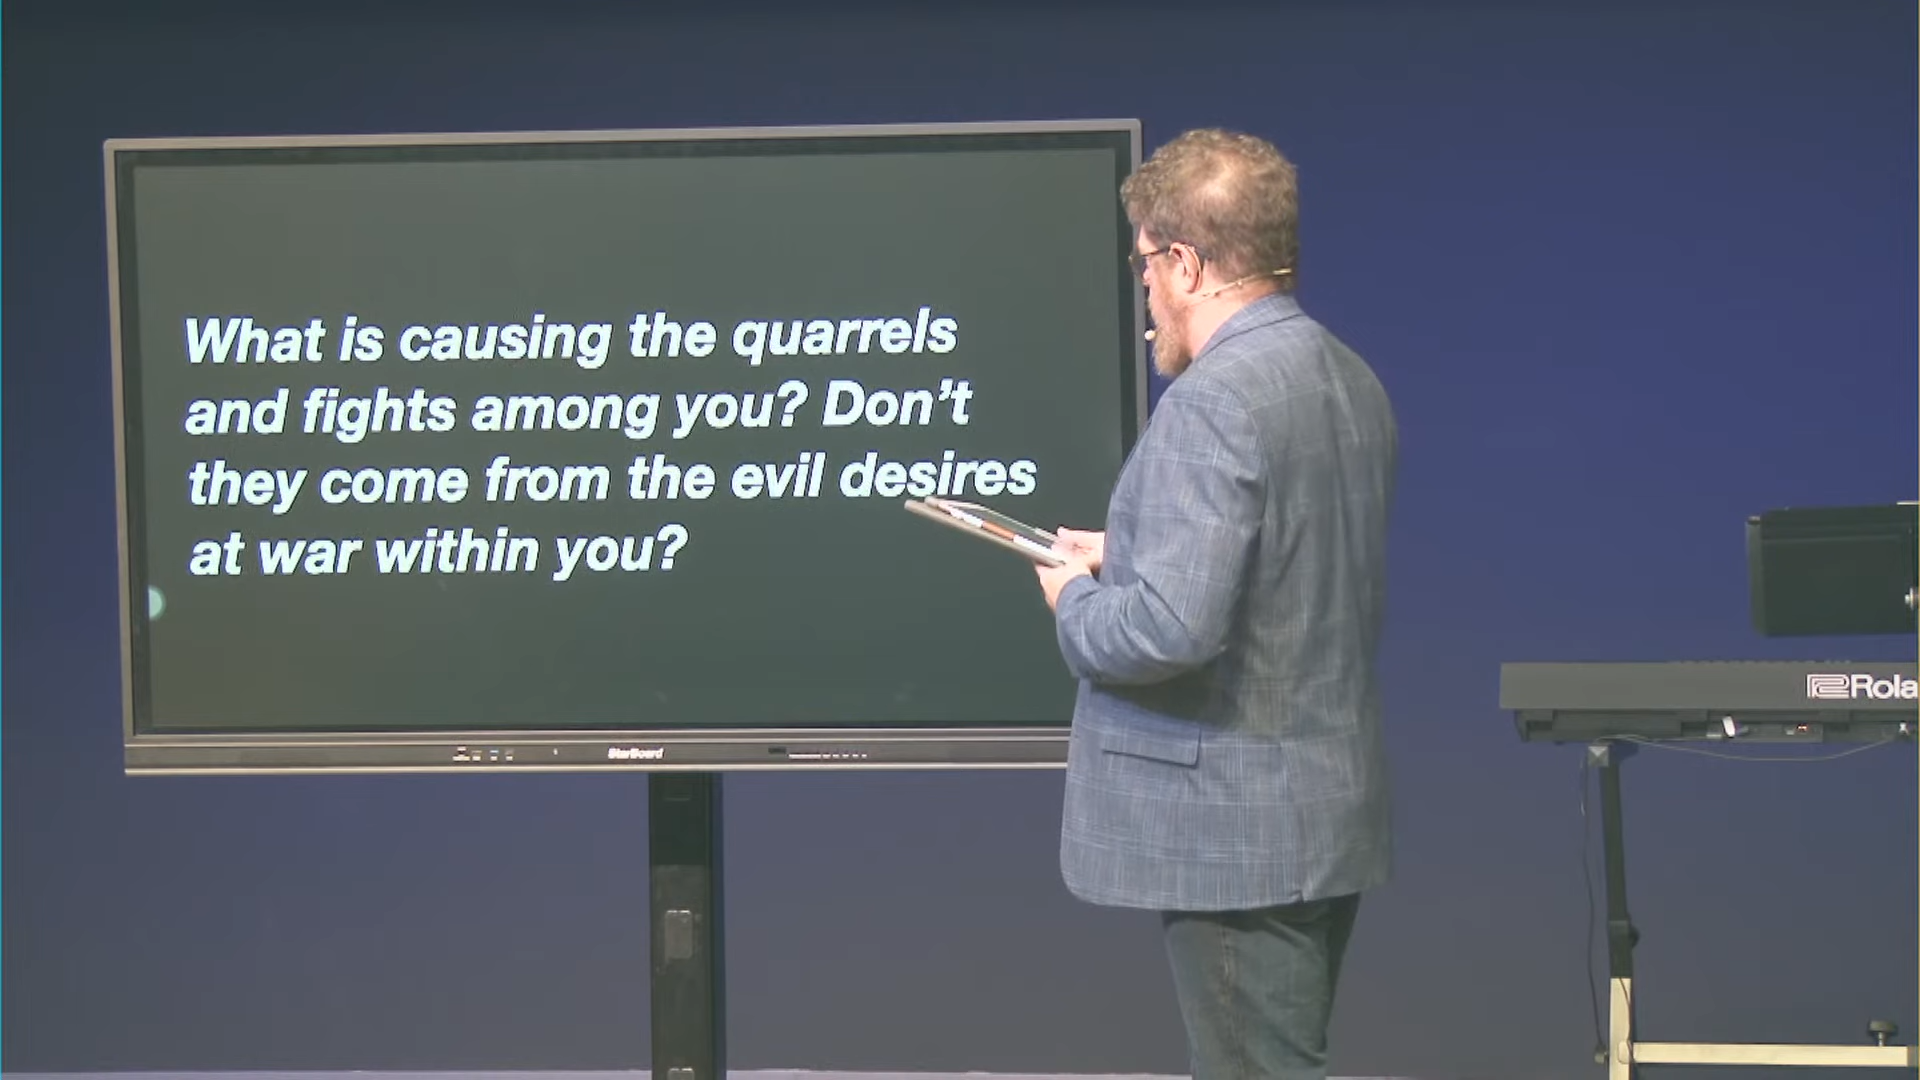 What is causing the quarrels
and fights among you? Don’t
they come from the evil desires
at war within you?
StarBoard
Rola